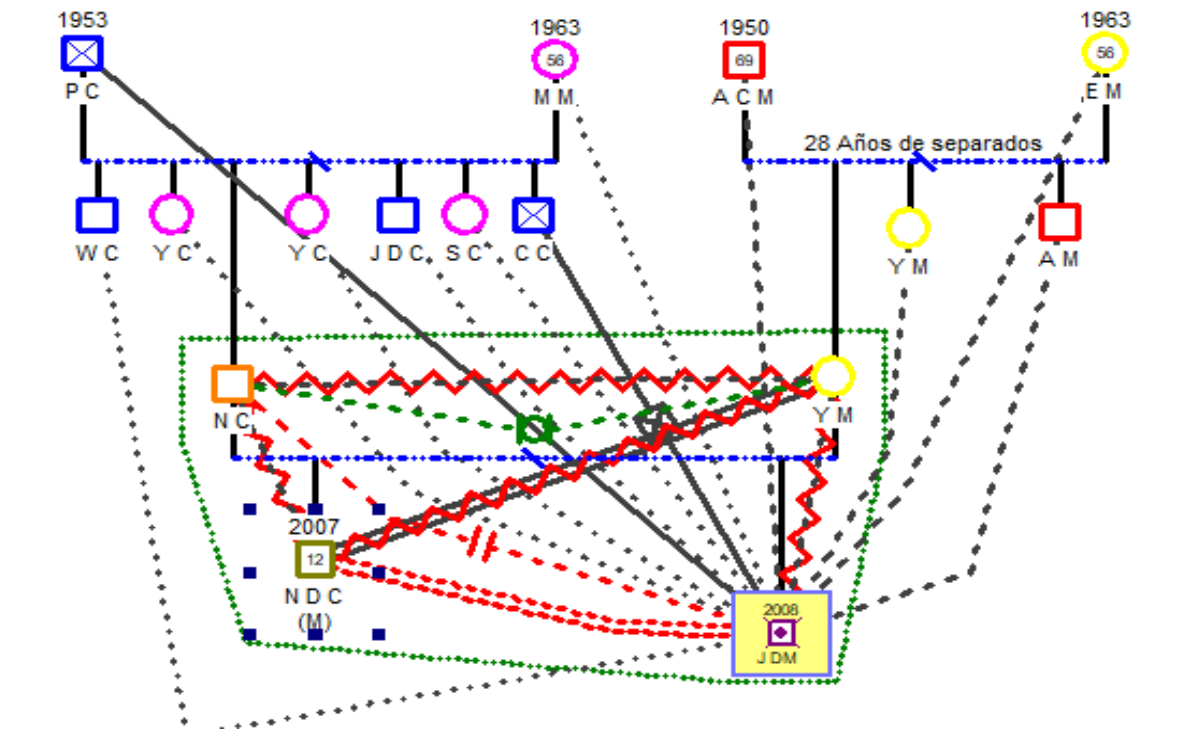 1953
1963
1950
1963
56
69
56
P C
M M
A C M
E M
28 Años de separados
W C
Y C
Y C
J D C
S C
C C
Y M
A M
N C
Y M
2007
12
N D C
(M)
2008
J DM